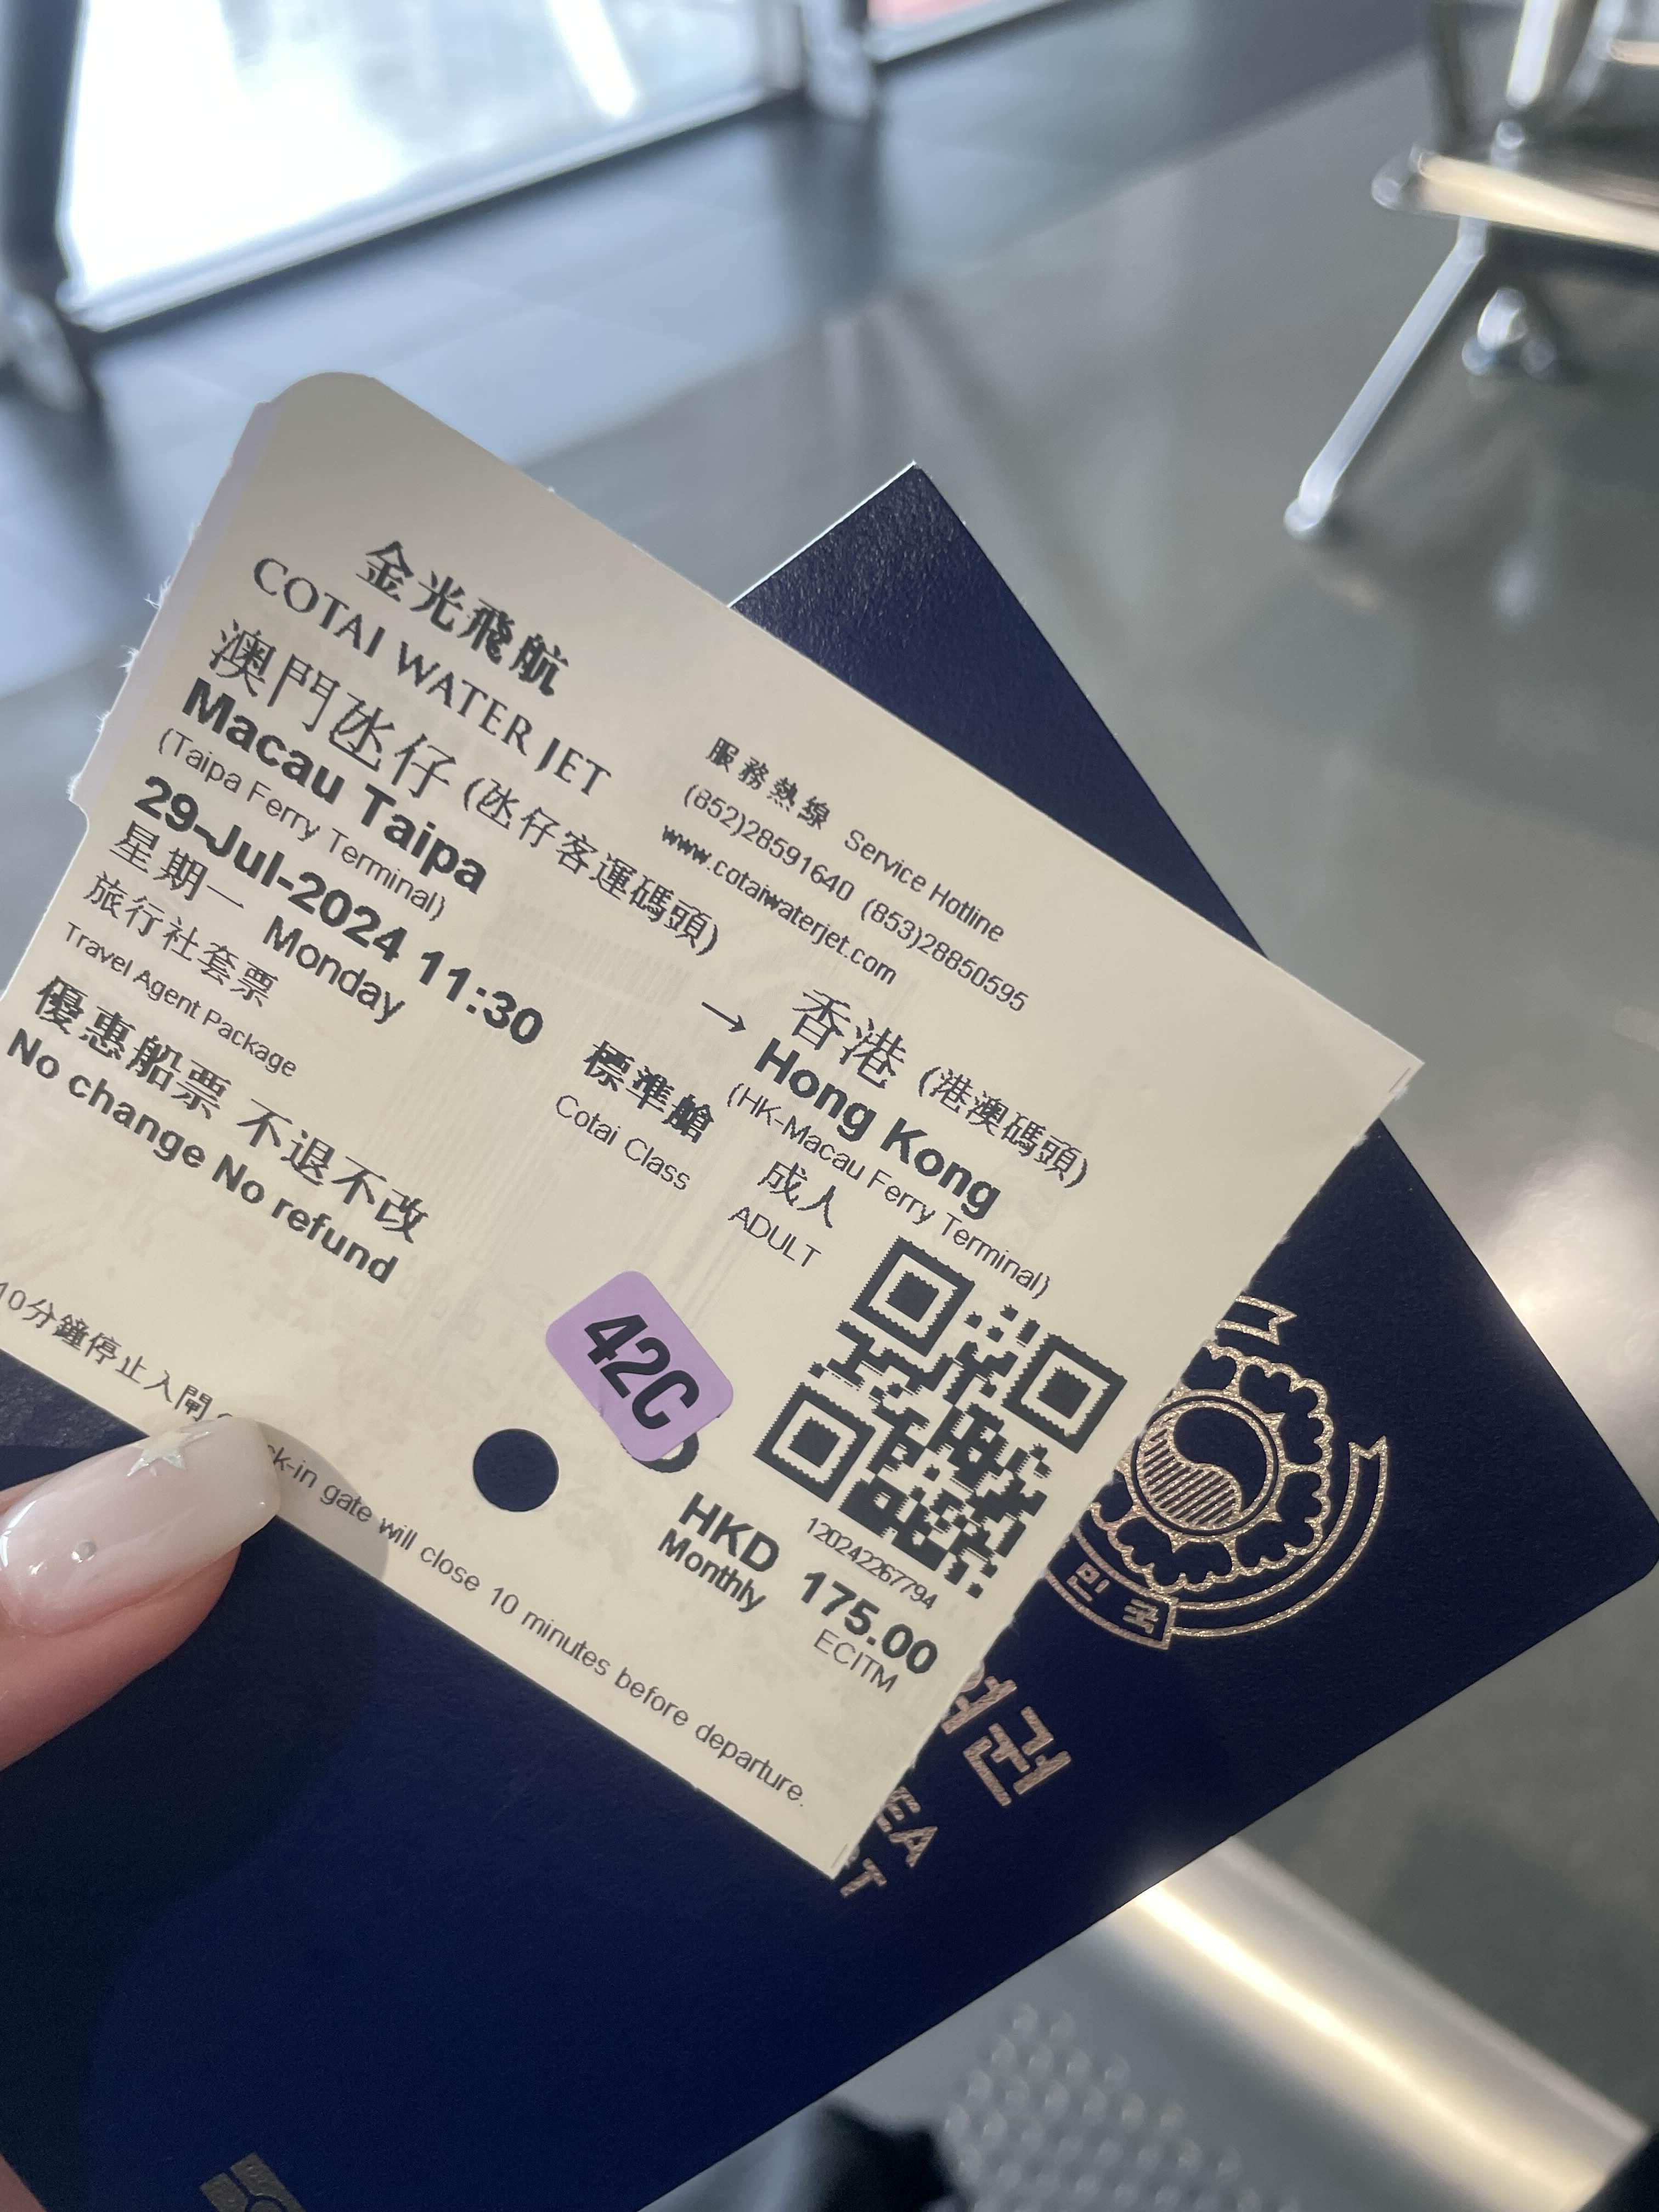 金光飛航
COTAI WATER JET
服務熱線 Service Hotline
(852)28591640 (853)28850595
www.cotaiwaterjet.com
澳門氹仔 (氹仔客運碼頭)
Macau Taipa
(Taipa Ferry Terminal)
→ 香港 (港澳碼頭)
Hong Kong
(HK-Macau Ferry Terminal)
29-Jul-2024 11:30
星期一 Monday
標準艙
Cotai Class
成人
ADULT
旅行社套票
Travel Agent Package
優惠船票 不退不改
No change No refund
42C
1202422677​94
HKD 175.00
Monthly ECITM
10分鐘停止入閘
gate will close 10 minutes before departure.
민국
여권